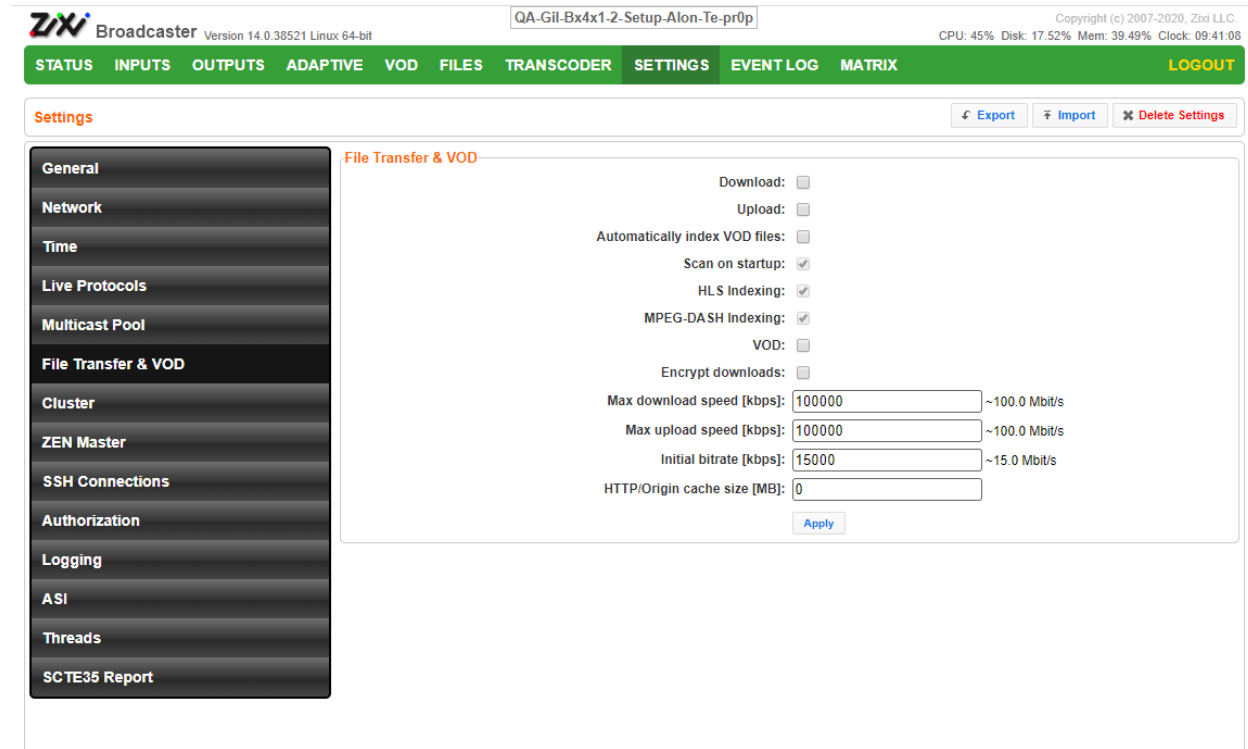 ZiXi Broadcaster Version 14.0.38521 Linux 64-bit
QA-Gil-Bx4x1-2-Setup-Alon-Te-pr0p
Copyright (c) 2007-2020, Zixi LLC.
CPU: 45% Disk: 17.52% Mem: 39.49% Clock: 09:41:08
STATUS INPUTS OUTPUTS ADAPTIVE VOD FILES TRANSCODER SETTINGS EVENT LOG MATRIX LOGOUT
Settings
Export Import Delete Settings
General
Network
Time
Live Protocols
Multicast Pool
File Transfer & VOD
Cluster
ZEN Master
SSH Connections
Authorization
Logging
ASI
Threads
SCTE35 Report
File Transfer & VOD
Download:
Upload:
Automatically index VOD files:
Scan on startup:
HLS Indexing:
MPEG-DASH Indexing:
VOD:
Encrypt downloads:
Max download speed [kbps]: 100000 ~100.0 Mbit/s
Max upload speed [kbps]: 100000 ~100.0 Mbit/s
Initial bitrate [kbps]: 15000 ~15.0 Mbit/s
HTTP/Origin cache size [MB]: 0
Apply